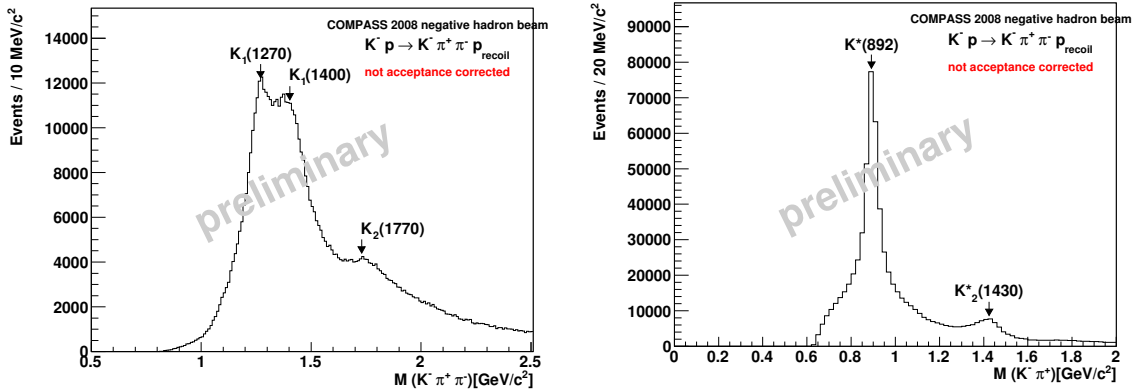 COMPASS 2008 negative hadron beam
K⁻ p → K⁻ π⁺ π⁻ p_recoil
not acceptance corrected
K₁(1270)
K₁(1400)
K₂(1770)
preliminary
Events / 10 MeV/c²
14000
12000
10000
8000
6000
4000
2000
0
0.5 1 1.5 2 2.5
M (K⁻ π⁺ π⁻)[GeV/c²]
COMPASS 2008 negative hadron beam
K⁻ p → K⁻ π⁺ π⁻ p_recoil
not acceptance corrected
K*(892)
K*₂(1430)
preliminary
Events / 20 MeV/c²
90000
80000
70000
60000
50000
40000
30000
20000
10000
0
0 0.2 0.4 0.6 0.8 1 1.2 1.4 1.6 1.8 2
M (K⁻ π⁺)[GeV/c²]